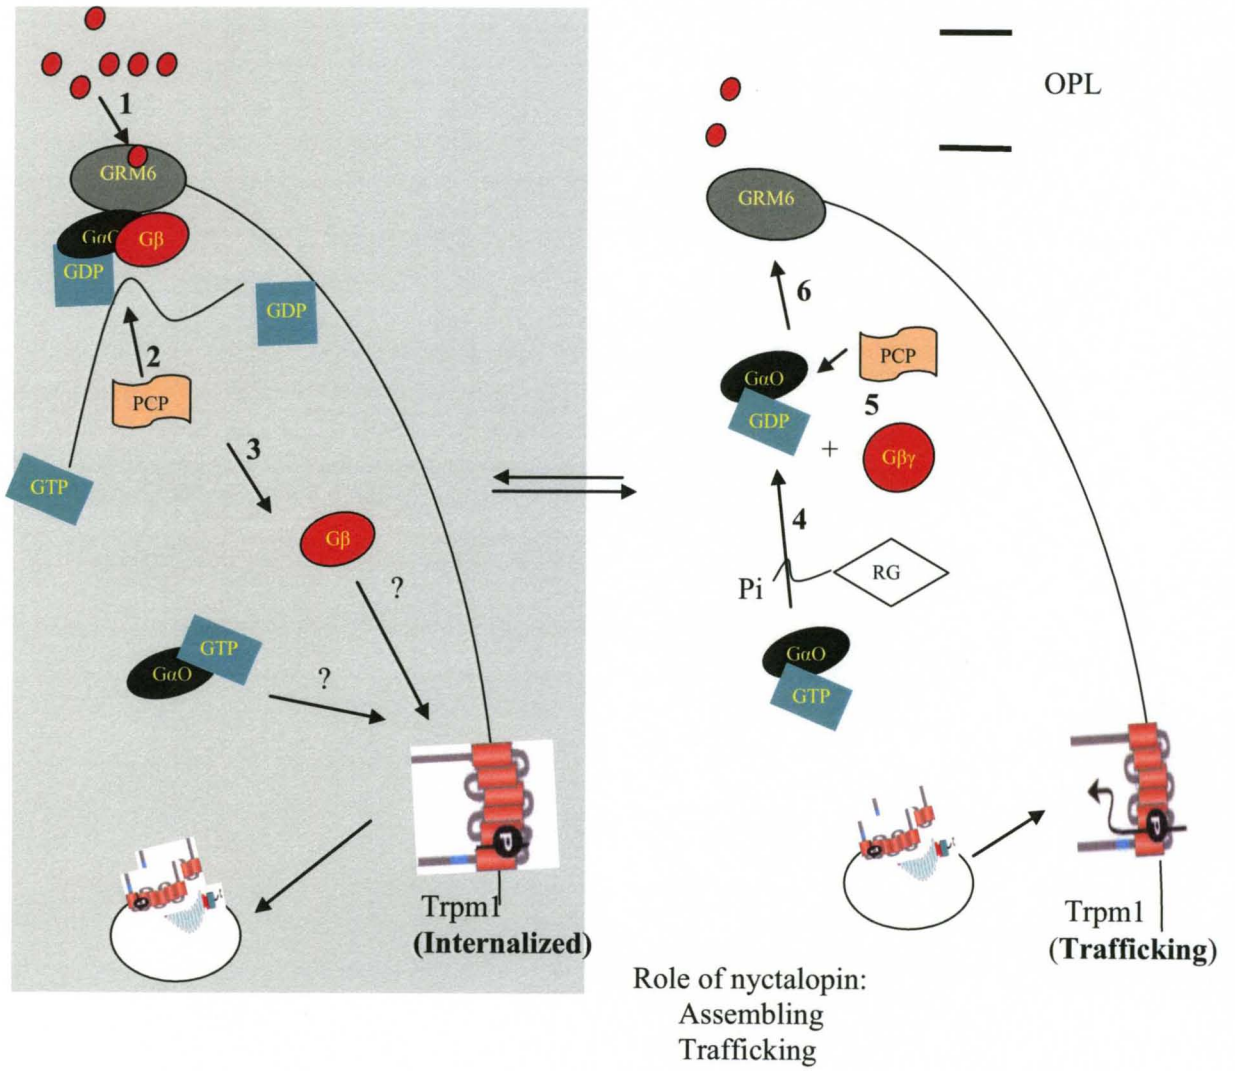 1
GRM6
GαO
Gβ
GDP
GDP
2
PCP
3
GTP
Gβ
?
GTP
GαO
?
P
Trpm1
(Internalized)
OPL
GRM6
6
PCP
GαO
5
GDP
+
Gβγ
4
Pi
RG
GαO
GTP
P
Trpm1
(Trafficking)
Role of nyctalopin:
Assembling
Trafficking